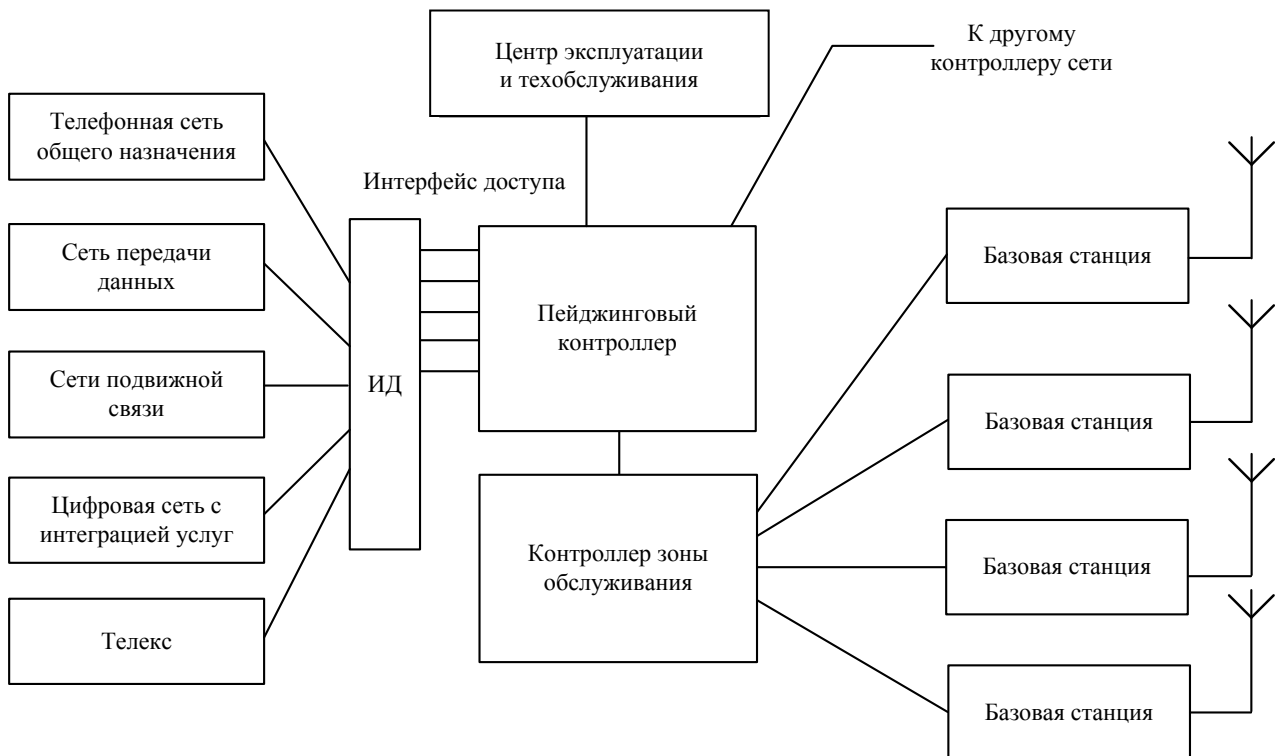 Центр эксплуатации
и техобслуживания
К другому
контроллеру сети
Телефонная сеть
общего назначения
Интерфейс доступа
Сеть передачи
данных
Сети подвижной
связи
Цифровая сеть с
интеграцией услуг
Телекс
ИД
Пейджинговый
контроллер
Контроллер зоны
обслуживания
Базовая станция
Базовая станция
Базовая станция
Базовая станция